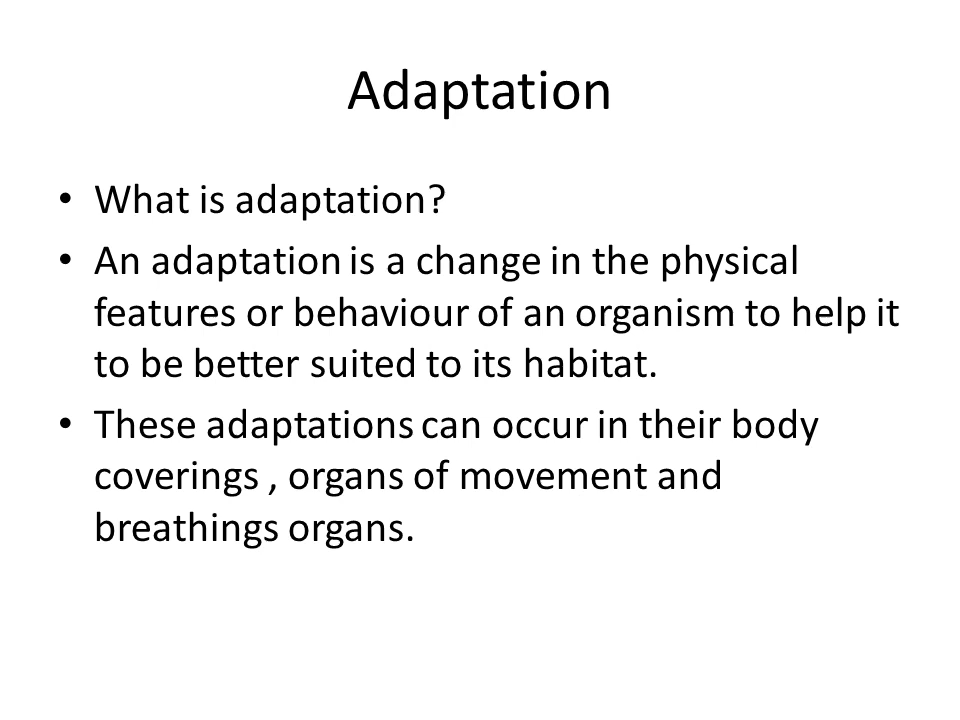 Adaptation
• What is adaptation?
• An adaptation is a change in the physical
features or behaviour of an organism to help it
to be better suited to its habitat.
• These adaptations can occur in their body
coverings , organs of movement and
breathings organs.